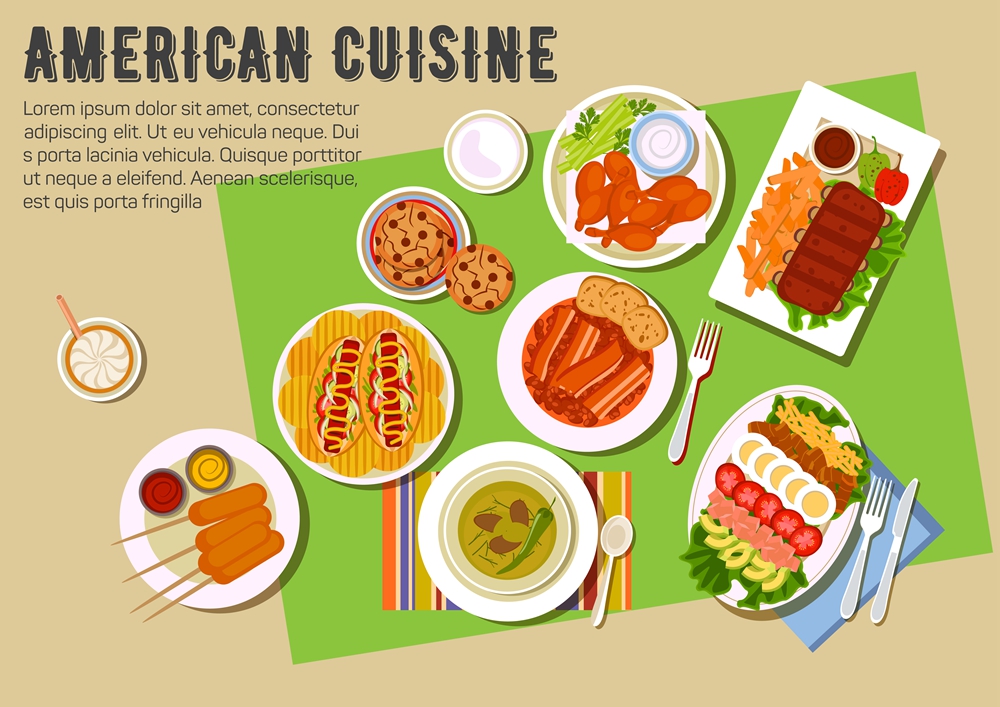 AMERICAN CUISINE
Lorem ipsum dolor sit amet, consectetur
adipiscing elit. Ut eu vehicula neque. Dui
s porta lacinia vehicula. Quisque porttitor
ut neque a eleifend. Aenean scelerisque,
est quis porta fringilla